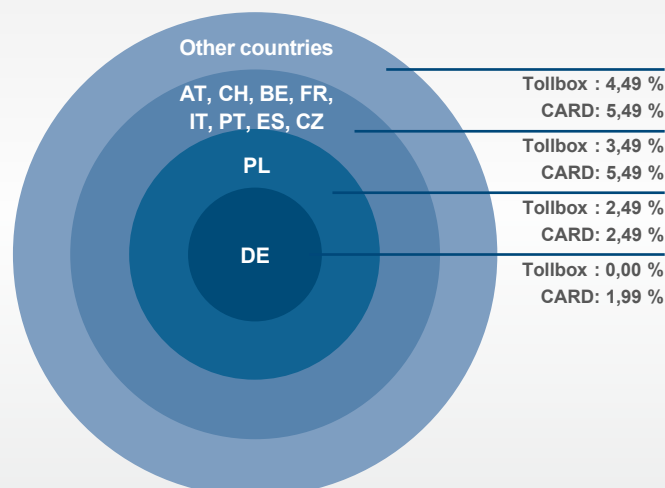 Other countries
AT, CH, BE, FR,
IT, PT, ES, CZ
PL
DE
Tollbox : 4,49 %
CARD: 5,49 %
Tollbox : 3,49 %
CARD: 5,49 %
Tollbox : 2,49 %
CARD: 2,49 %
Tollbox : 0,00 %
CARD: 1,99 %